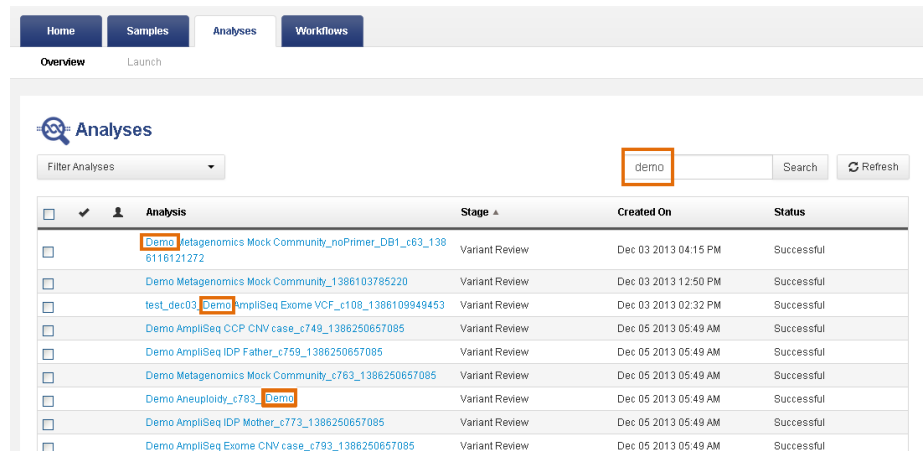 Home Samples Analyses Workflows
Overview Launch
Analyses
Filter Analyses demo Search Refresh
Analysis Stage Created On Status
Demo Metagenomics Mock Community_noPrimer_DB1_c63_138 Variant Review Dec 03 2013 04:15 PM Successful
6116121272
Demo Metagenomics Mock Community_1386103785220 Variant Review Dec 03 2013 12:50 PM Successful
test_dec03_Demo AmpliSeq Exome VCF_c108_1386109949453 Variant Review Dec 03 2013 02:32 PM Successful
Demo AmpliSeq CCP CNV case_c749_1386250657085 Variant Review Dec 05 2013 05:49 AM Successful
Demo AmpliSeq IDP Father_c759_1386250657085 Variant Review Dec 05 2013 05:49 AM Successful
Demo Metagenomics Mock Community_c763_1386250657085 Variant Review Dec 05 2013 05:49 AM Successful
Demo Aneuploidy_c783_ Demo Variant Review Dec 05 2013 05:49 AM Successful
Demo AmpliSeq IDP Mother_c773_1386250657085 Variant Review Dec 05 2013 05:49 AM Successful
Demo AmpliSeq Exome CNV case_c793_1386250657085 Variant Review Dec 05 2013 05:49 AM Successful